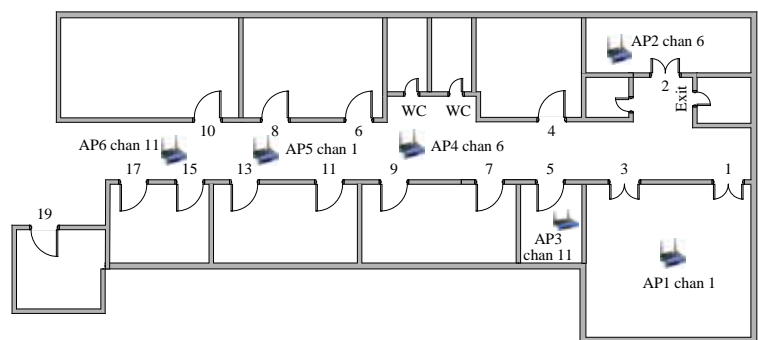 AP2 chan 6
2
Exit
WC WC
10
8
6
4
AP6 chan 11
AP5 chan 1
AP4 chan 6
17
15
13
11
9
7
5
3
1
19
AP3
chan 11
AP1 chan 1